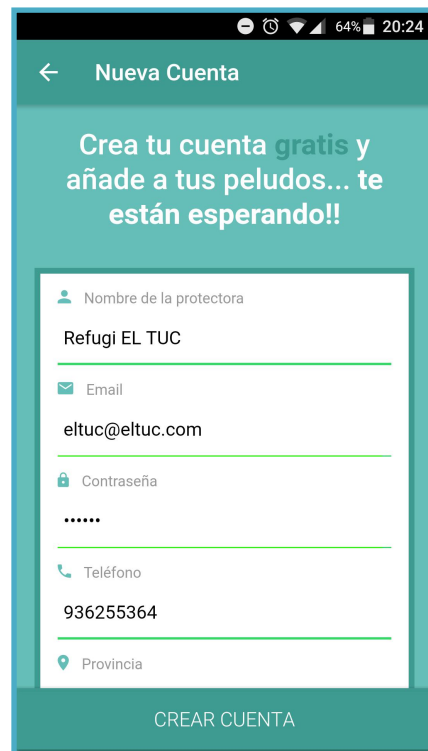 64% 20:24
Nueva Cuenta
Crea tu cuenta gratis y
añade a tus peludos... te
están esperando!!
Nombre de la protectora
Refugi EL TUC
Email
eltuc@eltuc.com
Contraseña
••••••
Teléfono
936255364
Provincia
CREAR CUENTA